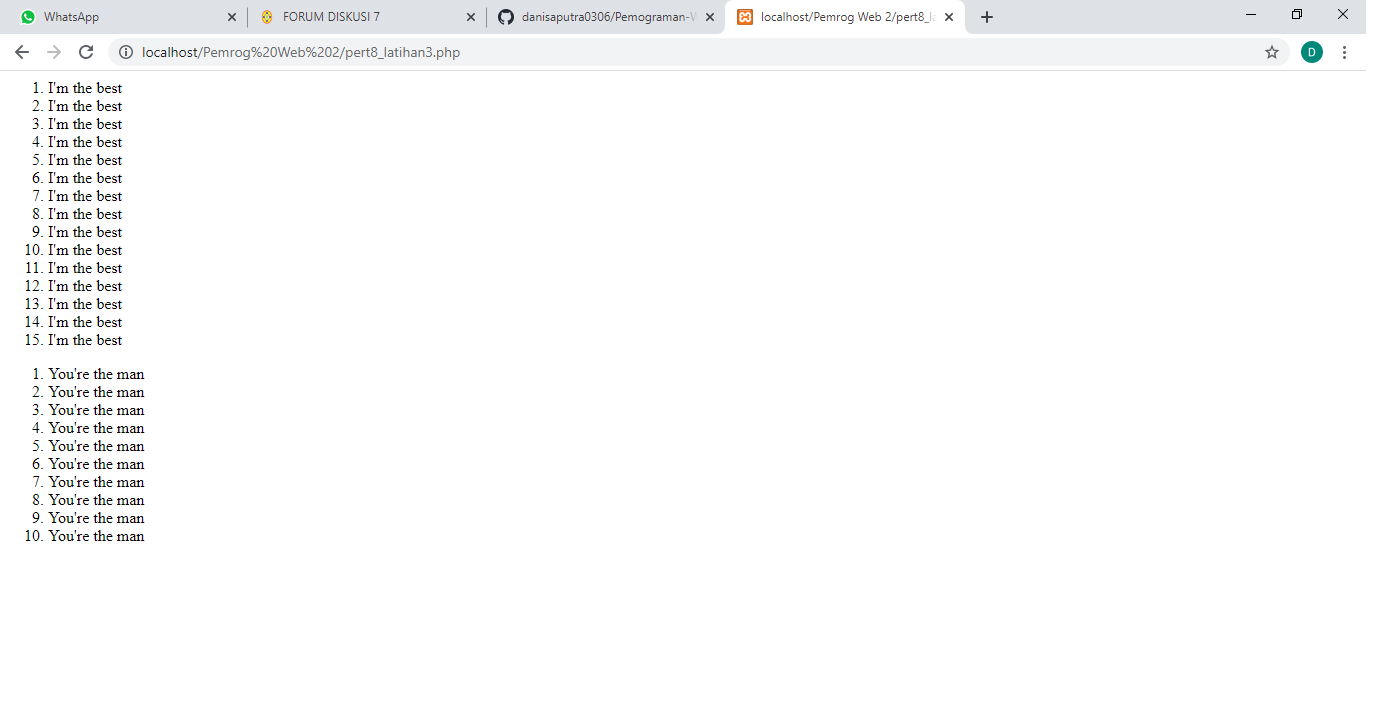 WhatsApp
FORUM DISKUSI 7
danisaputra0306/Pemograman-W
localhost/Pemrog Web 2/pert8_la
localhost/Pemrog%20Web%202/pert8_latihan3.php
D
1. I'm the best
2. I'm the best
3. I'm the best
4. I'm the best
5. I'm the best
6. I'm the best
7. I'm the best
8. I'm the best
9. I'm the best
10. I'm the best
11. I'm the best
12. I'm the best
13. I'm the best
14. I'm the best
15. I'm the best
1. You're the man
2. You're the man
3. You're the man
4. You're the man
5. You're the man
6. You're the man
7. You're the man
8. You're the man
9. You're the man
10. You're the man